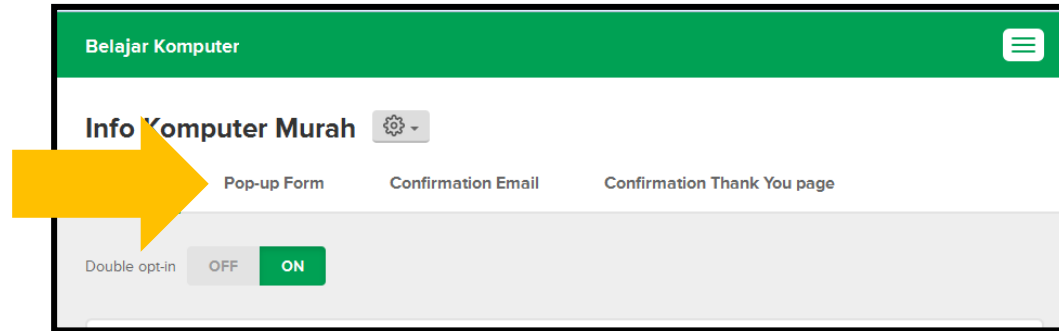 Belajar Komputer
Info Komputer Murah
Pop-up Form Confirmation Email Confirmation Thank You page
Double opt-in OFF ON